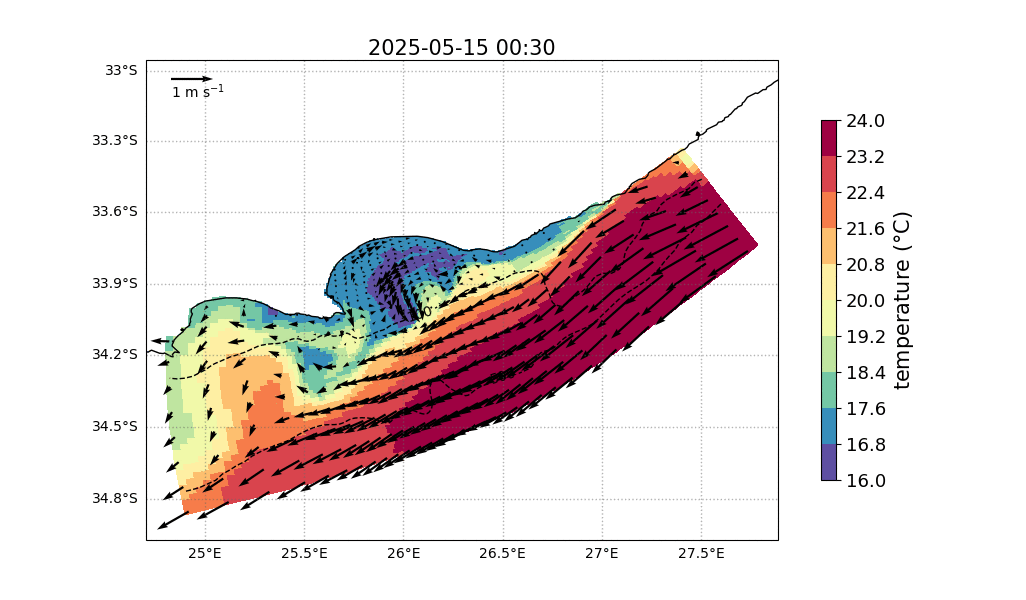 2025-05-15 00:30
1 m s⁻¹
33°S
33.3°S
33.6°S
33.9°S
34.2°S
34.5°S
34.8°S
25°E
25.5°E
26°E
26.5°E
27°E
27.5°E
24.0
23.2
22.4
21.6
20.8
20.0
19.2
18.4
17.6
16.8
16.0
temperature (°C)